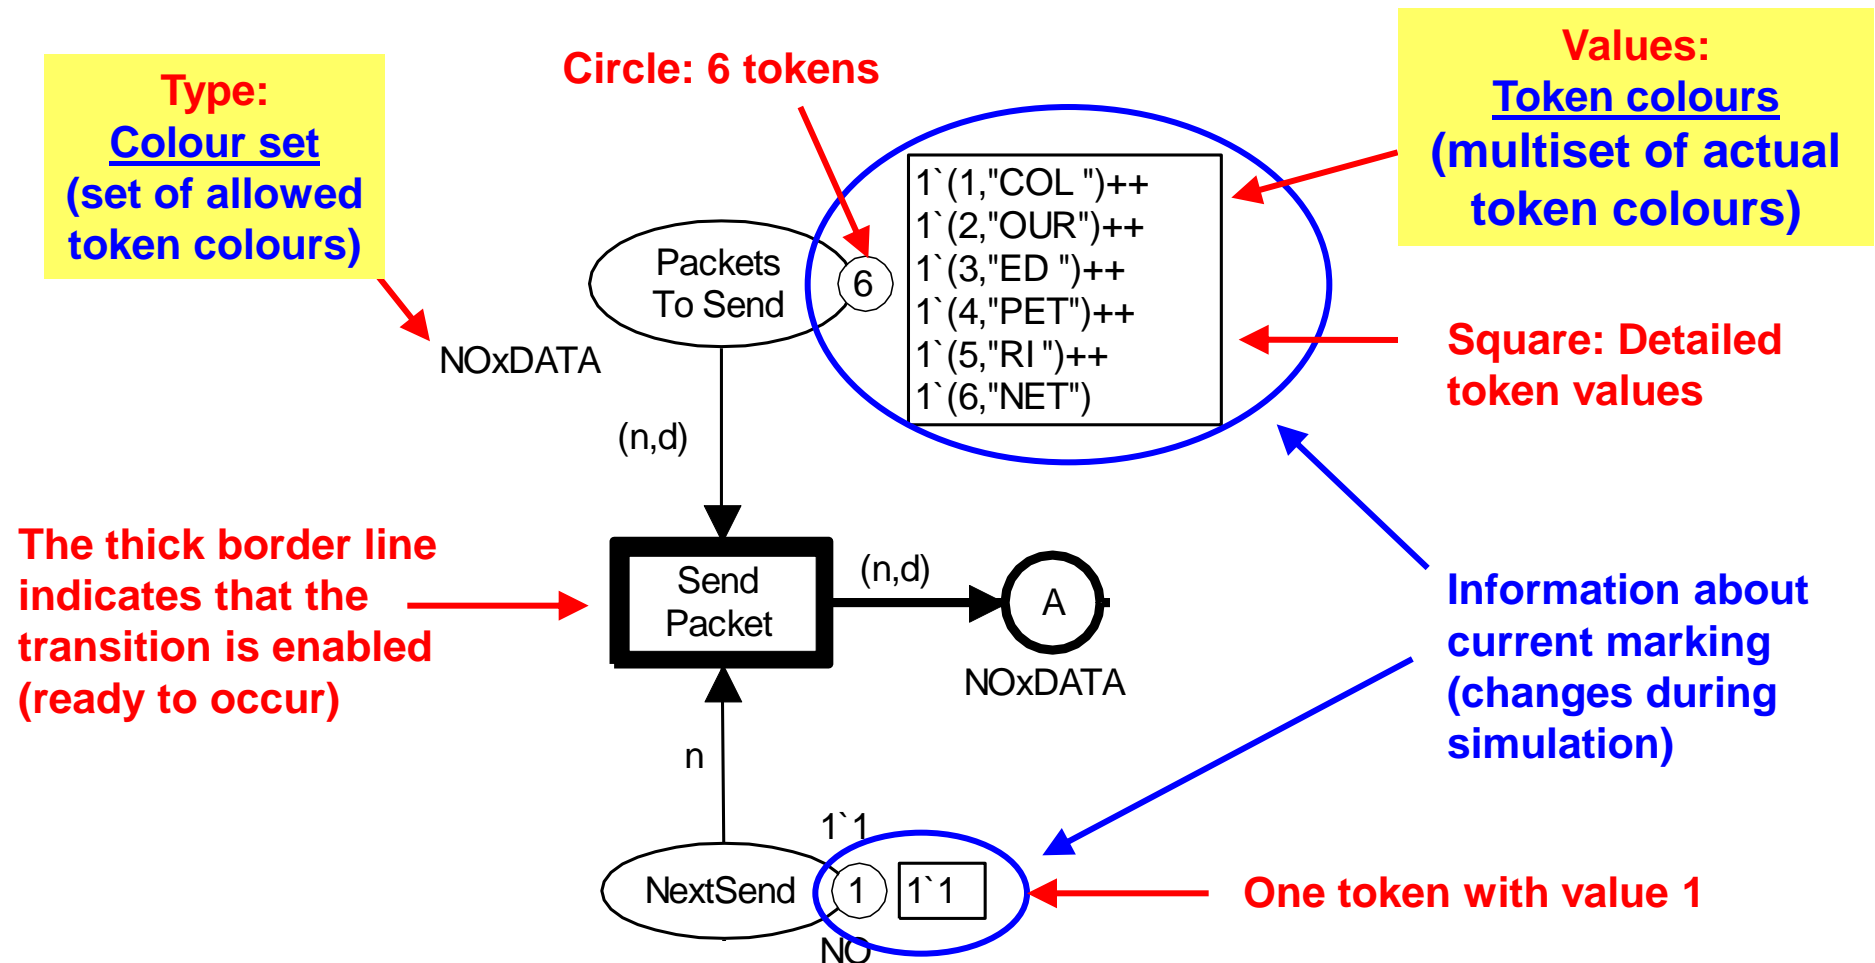 Type:
Colour set
(set of allowed
token colours)
Circle: 6 tokens
Values:
Token colours
(multiset of actual
token colours)
Packets
To Send
6
1`(1,"COL ")++
1`(2,"OUR")++
1`(3,"ED ")++
1`(4,"PET")++
1`(5,"RI ")++
1`(6,"NET")
NOxDATA
Square: Detailed
token values
(n,d)
The thick border line
indicates that the
transition is enabled
(ready to occur)
Send
Packet
(n,d)
A
NOxDATA
Information about
current marking
(changes during
simulation)
n
1`1
NextSend
1
1`1
NO
One token with value 1